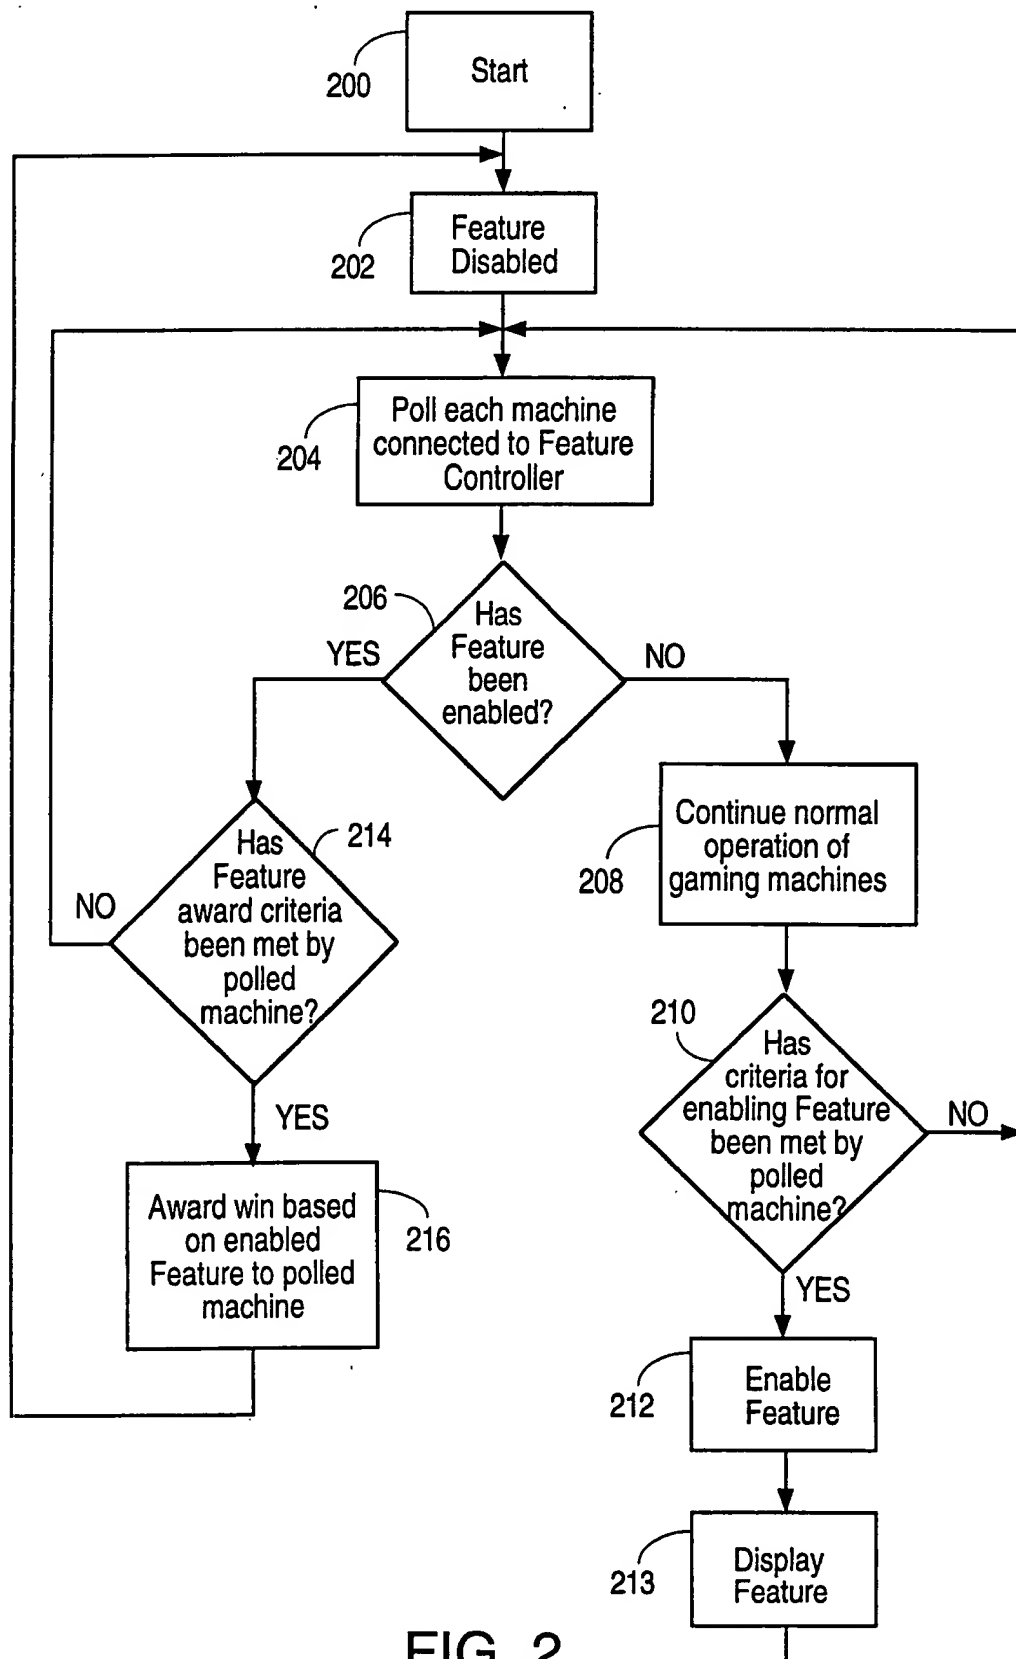 Start
200
Feature
Disabled
202
Poll each machine
connected to Feature
Controller
204
206
Has
Feature
been
enabled?
YES
NO
Continue normal
operation of
gaming machines
208
214
Has
Feature
award criteria
been met by
polled
machine?
NO
YES
210
Has
criteria for
enabling Feature
been met by
polled
machine?
NO
YES
Award win based
on enabled
Feature to polled
machine
216
Enable
Feature
212
Display
Feature
213
FIG. 2